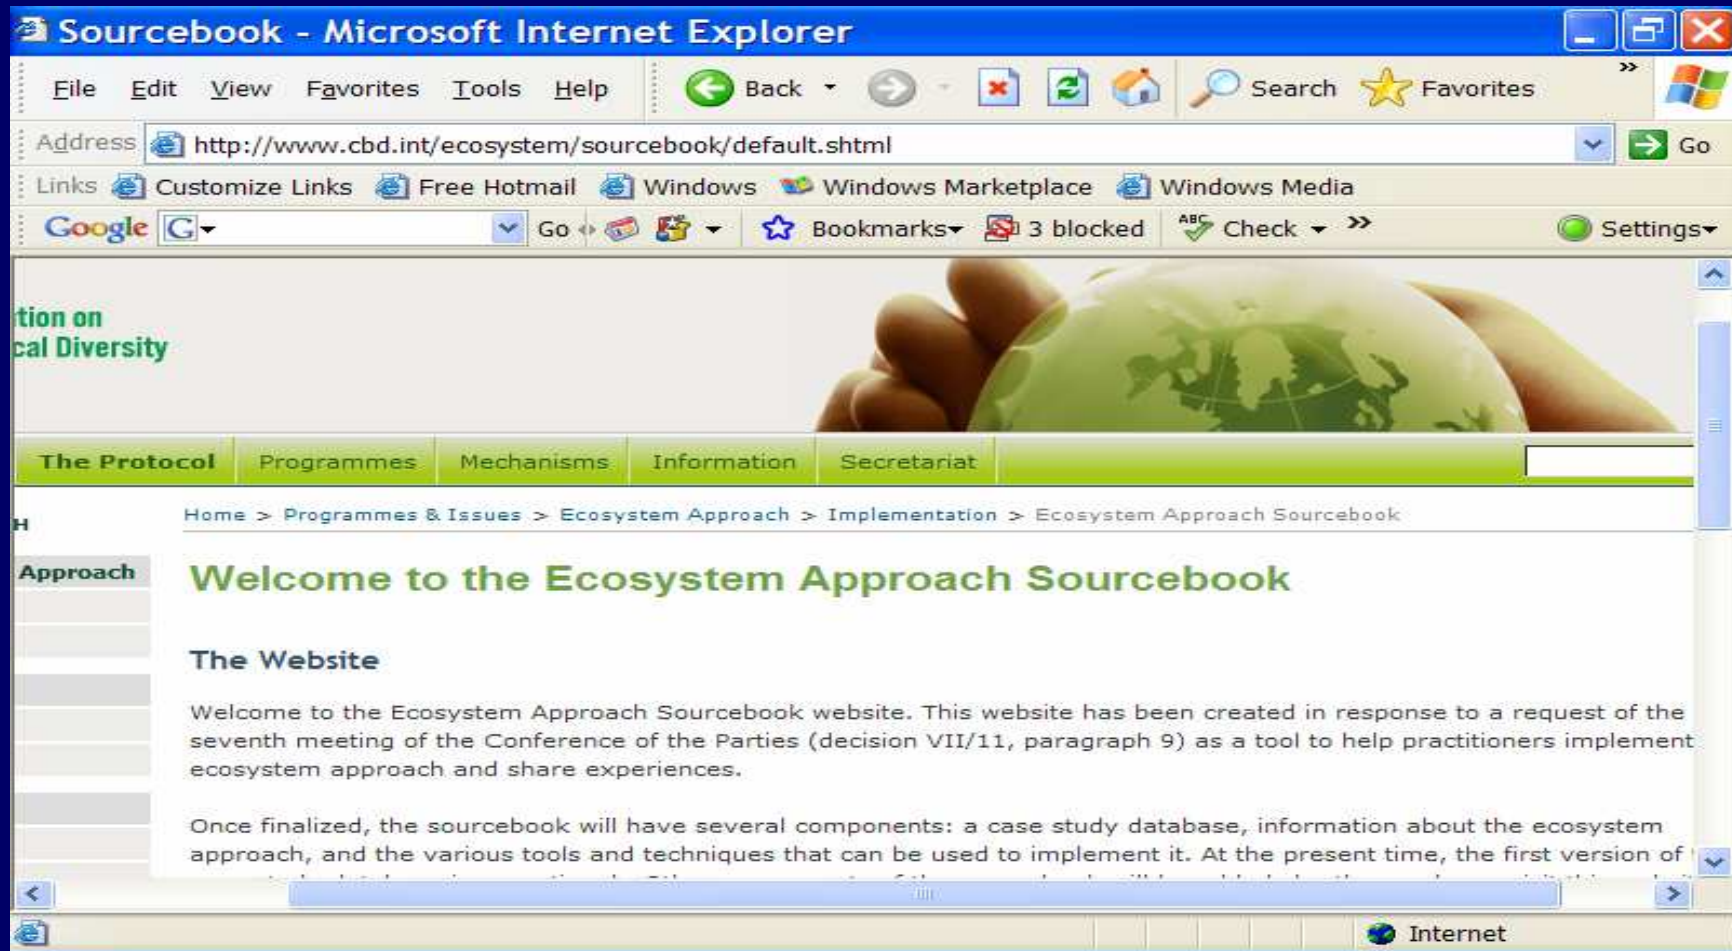 Sourcebook - Microsoft Internet Explorer
File Edit View Favorites Tools Help Back Search Favorites »
Address http://www.cbd.int/ecosystem/sourcebook/default.shtml Go
Links Customize Links Free Hotmail Windows Windows Marketplace Windows Media
Google G Go Bookmarks 3 blocked ABC Check » Settings
tion on
cal Diversity
The Protocol Programmes Mechanisms Information Secretariat
H Home > Programmes & Issues > Ecosystem Approach > Implementation > Ecosystem Approach Sourcebook
Approach Welcome to the Ecosystem Approach Sourcebook
The Website
Welcome to the Ecosystem Approach Sourcebook website. This website has been created in response to a request of the
seventh meeting of the Conference of the Parties (decision VII/11, paragraph 9) as a tool to help practitioners implement
ecosystem approach and share experiences.
Once finalized, the sourcebook will have several components: a case study database, information about the ecosystem
approach, and the various tools and techniques that can be used to implement it. At the present time, the first version of
Internet